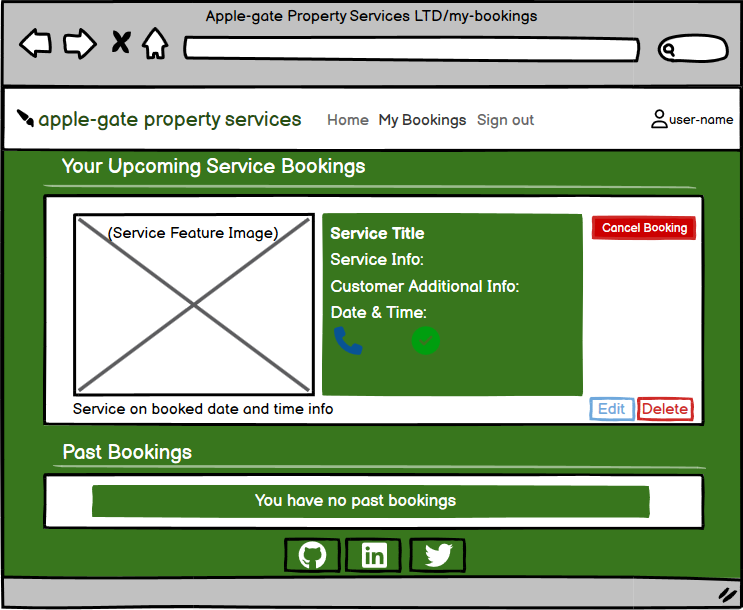 Apple-gate Property Services LTD/my-bookings
apple-gate property services Home My Bookings Sign out user-name
Your Upcoming Service Bookings
(Service Feature Image)
Service Title
Service Info:
Customer Additional Info:
Date & Time:
Cancel Booking
Service on booked date and time info
Edit Delete
Past Bookings
You have no past bookings
in